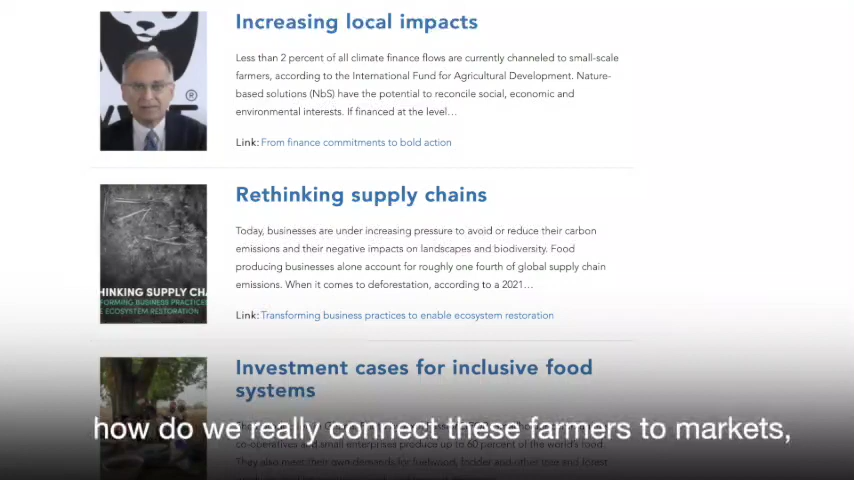 Increasing local impacts
Less than 2 percent of all climate finance flows are currently channeled to small-scale
farmers, according to the International Fund for Agricultural Development. Nature-
based solutions (NbS) have the potential to reconcile social, economic and
environmental interests. If financed at the level…
®
Link: From finance commitments to bold action
Rethinking supply chains
Today, businesses are under increasing pressure to avoid or reduce their carbon
emissions and their negative impacts on landscapes and biodiversity. Food
producing businesses alone account for roughly one fourth of global supply chain
emissions. When it comes to deforestation, according to a 2021…
HINKING SUPPLY CHA
FORMING BUSINESS PRACTICES
E ECOSYSTEM RESTORATION
Link: Transforming business practices to enable ecosystem restoration
Investment cases for inclusive food
systems
how do we really connect these farmers to markets,
co-operatives and small enterprises produce up to 60 percent of the world's food.
They also meet their own demands for fuelwood, fodder and other tree and forest